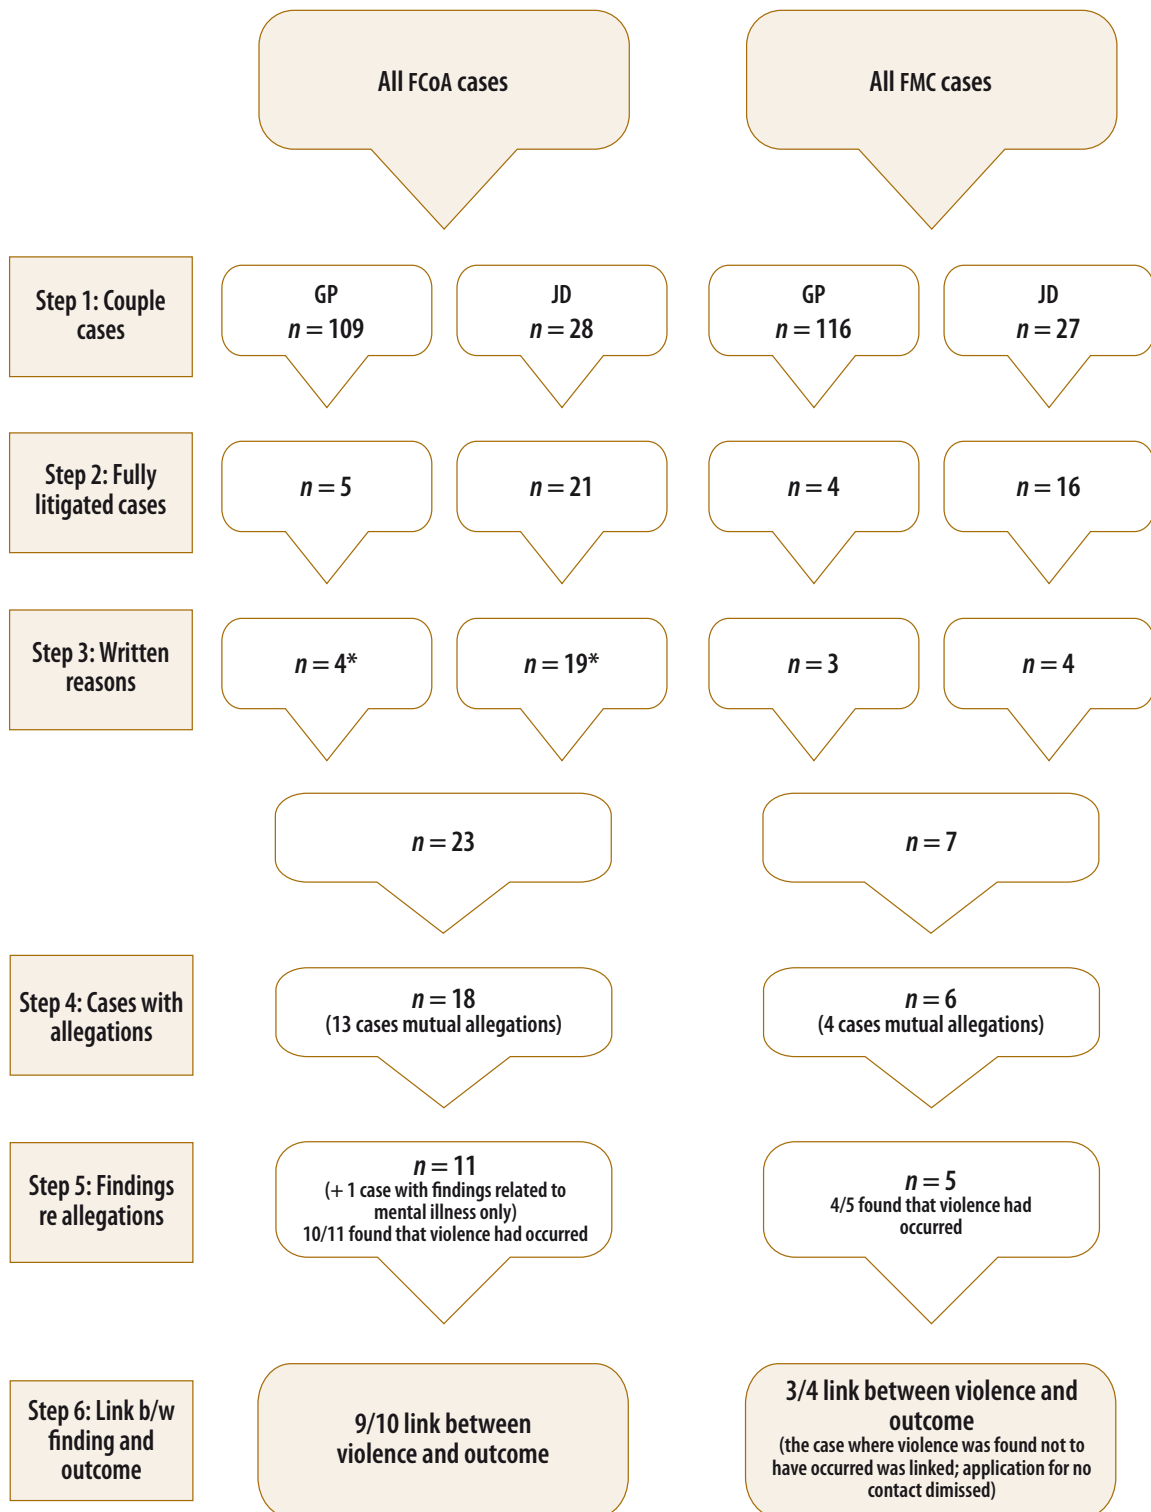 All FCoA cases
All FMC cases
Step 1: Couple
cases
GP
n = 109
JD
n = 28
GP
n = 116
JD
n = 27
Step 2: Fully
litigated cases
n = 5
n = 21
n = 4
n = 16
Step 3: Written
reasons
n = 4*
n = 19*
n = 3
n = 4
n = 23
n = 7
Step 4: Cases with
allegations
n = 18
(13 cases mutual allegations)
n = 6
(4 cases mutual allegations)
Step 5: Findings
re allegations
n = 11
(+ 1 case with findings related to
mental illness only)
10/11 found that violence had occurred
n = 5
4/5 found that violence had
occurred
Step 6: Link b/w
finding and
outcome
9/10 link between
violence and outcome
3/4 link between violence and
outcome
(the case where violence was found not to
have occurred was linked; application for no
contact dimissed)